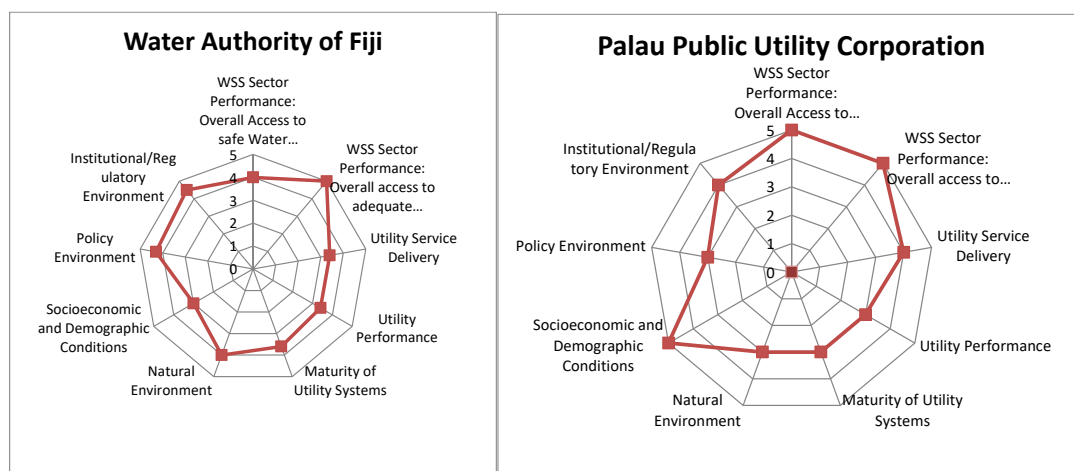 Water Authority of Fiji
WSS Sector
Performance:
Overall Access to
safe Water...
WSS Sector
Performance:
Overall access to
adequate...
Utility Service
Delivery
Utility
Performance
Maturity of
Utility Systems
Natural
Environment
Socioeconomic
and Demographic
Conditions
Policy
Environment
Institutional/Reg
ulatory
Environment
5
4
3
2
1
0
Palau Public Utility Corporation
WSS Sector
Performance:
Overall Access to...
WSS Sector
Performance:
Overall access to...
Utility Service
Delivery
Utility Performance
Maturity of Utility
Systems
Natural
Environment
Socioeconomic and
Demographic
Conditions
Policy Environment
Institutional/Regula
tory Environment
5
4
3
2
1
0